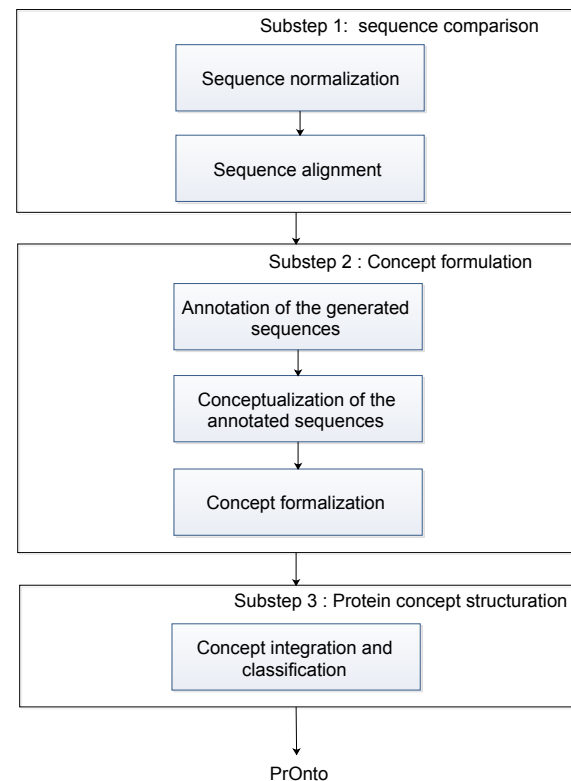 Substep 1:  sequence comparison
Sequence normalization
Sequence alignment
Substep 2 : Concept formulation
Annotation of the generated
sequences
Conceptualization of the
annotated sequences
Concept formalization
Substep 3 : Protein concept structuration
Concept integration and
classification
PrOnto